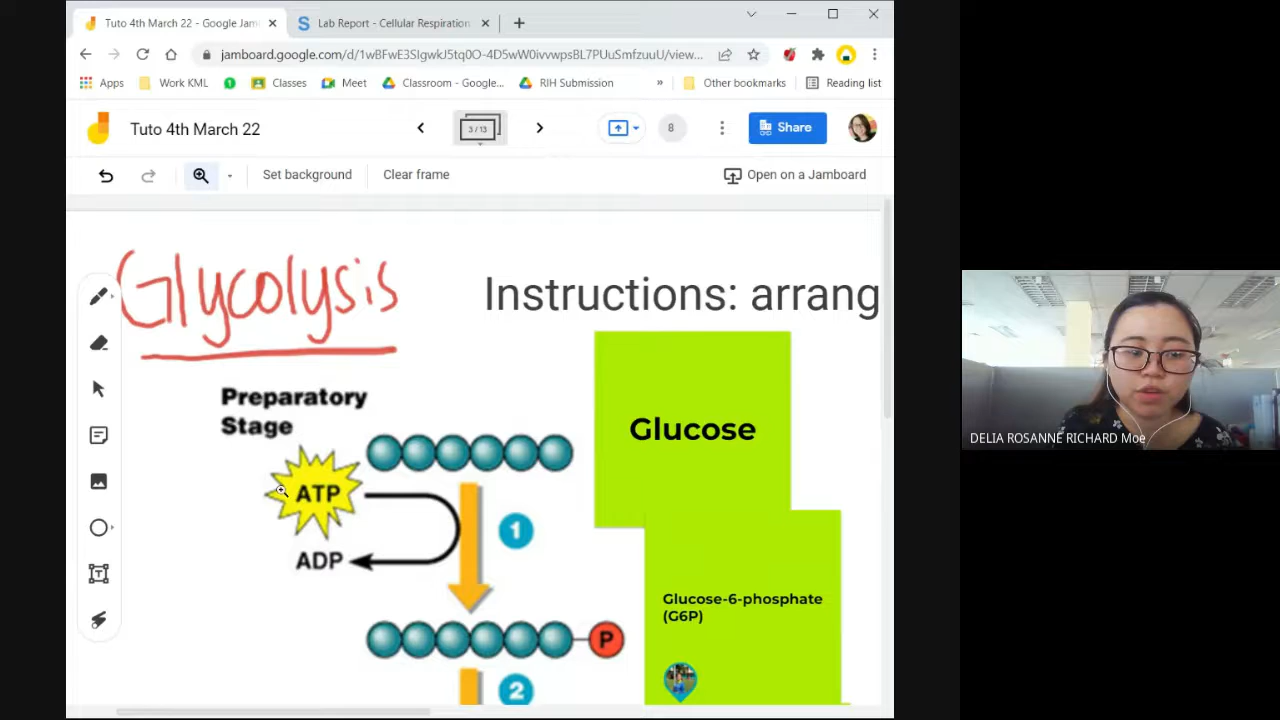 Tuto 4th March 22 - Google Jam
Lab Report - Cellular Respiration
jamboard.google.com/d/1wBFwE3SIgwkJ5tq0O-4D5wW0ivvwpsBL7PUuSmfzuuU/view...
Apps
Work KML
Classes
Meet
Classroom - Google...
RIH Submission
»
Other bookmarks
Reading list
Tuto 4th March 22
3 / 13
8
Share
Set background
Clear frame
Open on a Jamboard
Glycolysis
Instructions: arrang
Preparatory
Stage
Glucose
ATP
1
ADP
Glucose-6-phosphate
(G6P)
P
2
DELIA ROSANNE RICHARD Moe